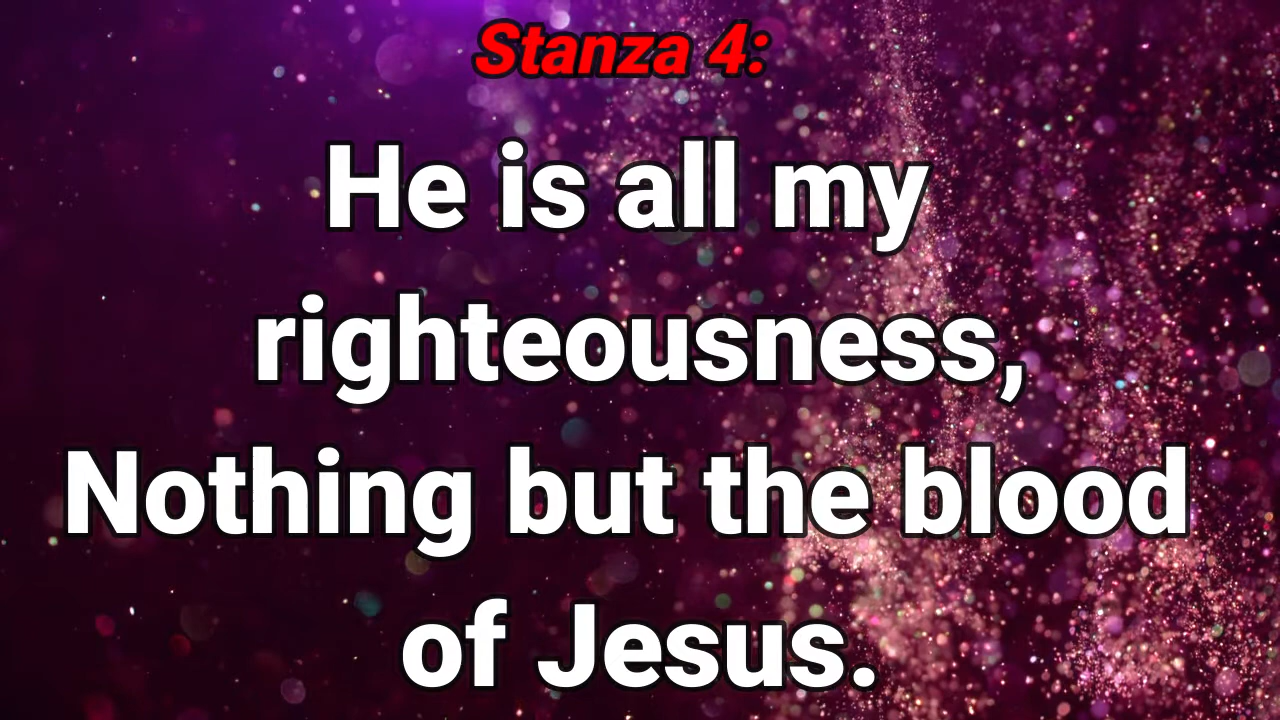 Stanza 4:
He is all my
righteousness,
Nothing but the blood
of Jesus.